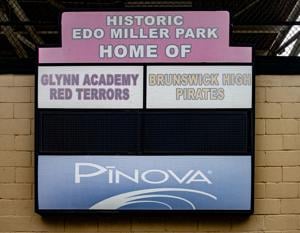 HISTORIC
EDO MILLER PARK
HOME OF
GLYNN ACADEMY
RED TERRORS
BRUNSWICK HIGH
PIRATES
PINOVA®